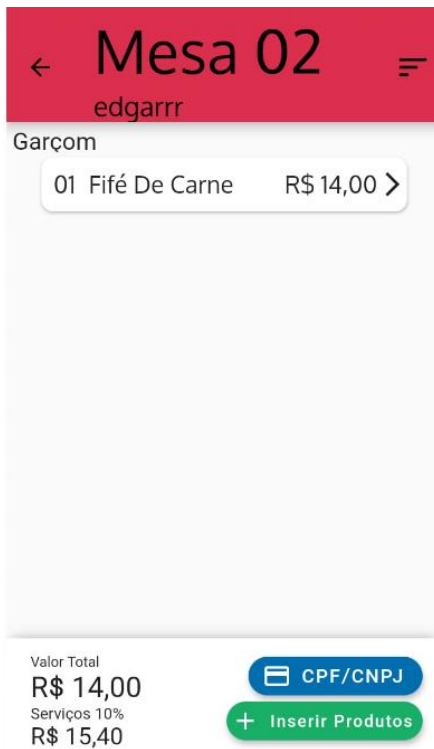 Mesa 02
edgarrr
Garçom
01 Fifé De Carne R$ 14,00
Valor Total
R$ 14,00
Serviços 10%
R$ 15,40
CPF/CNPJ
+ Inserir Produtos